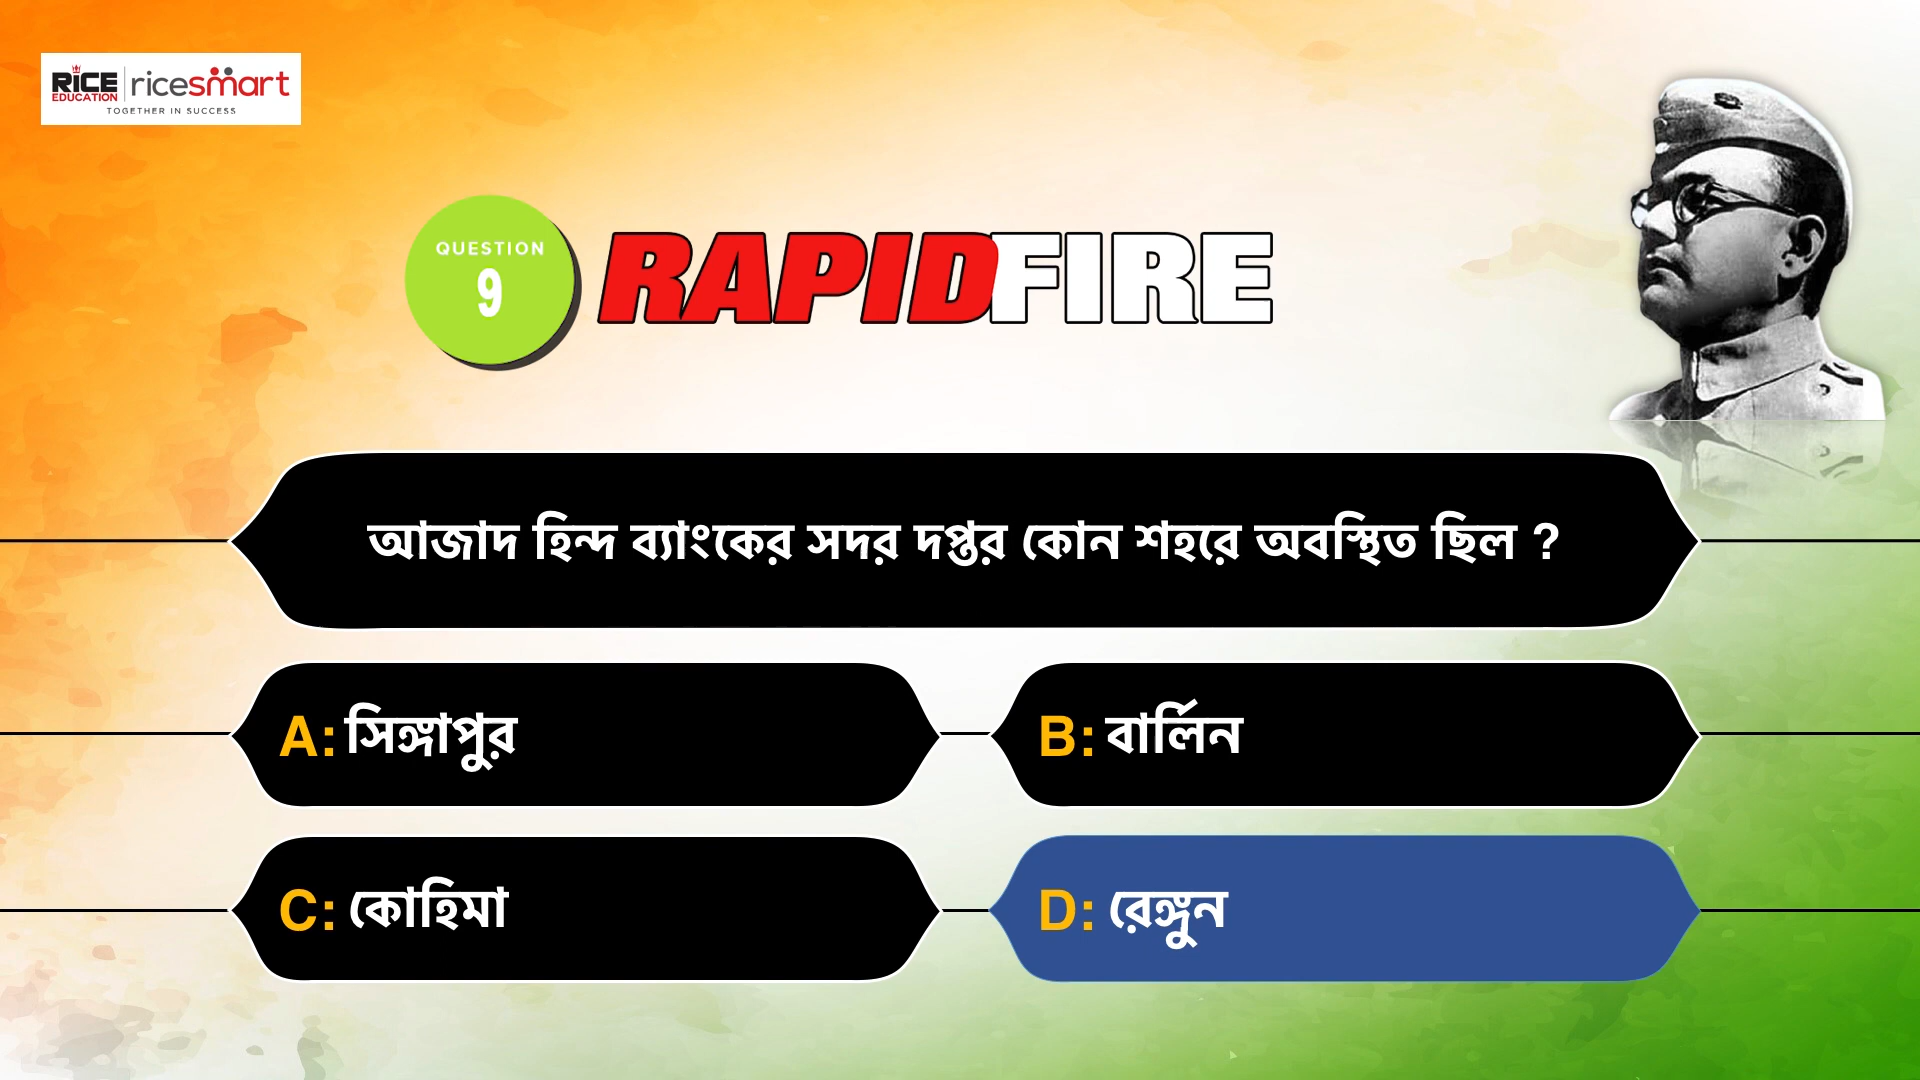 RICE EDUCATION | ricesmart
TOGETHER IN SUCCESS
QUESTION
9
RAPIDFIRE
আজাদ হিন্দ ব্যাংকের সদর দপ্তর কোন শহরে অবস্থিত ছিল ?
A: সিঙ্গাপুর
B: বার্লিন
C: কোহিমা
D: রেঙ্গুন